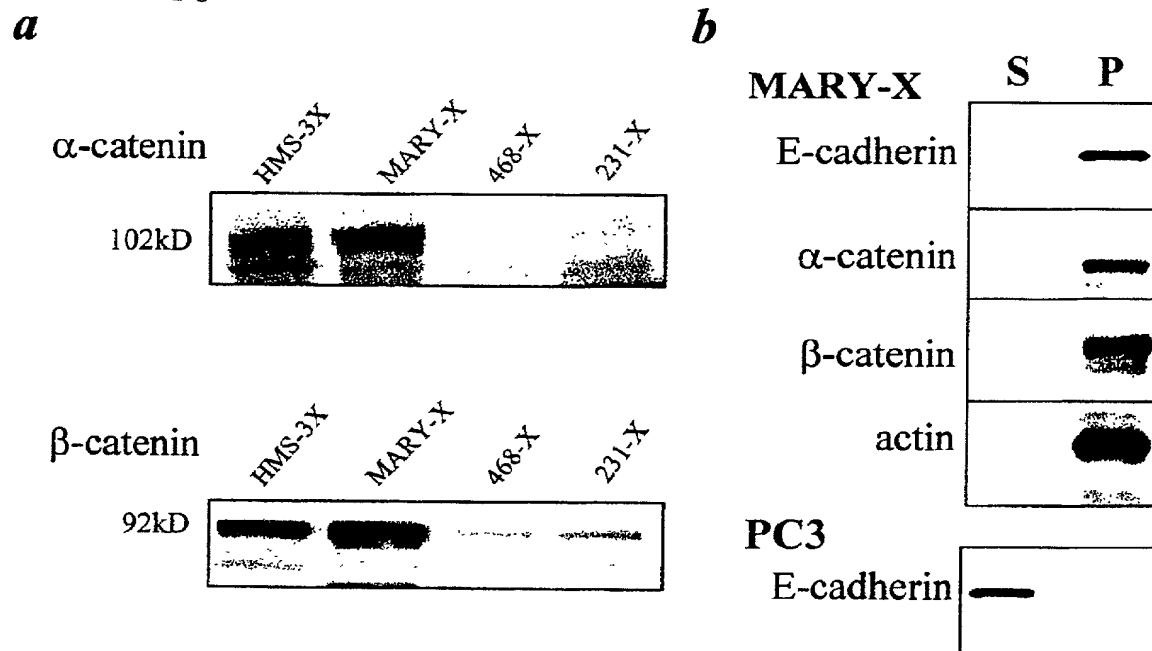 a
α-catenin
HMS-3X
MARY-X
468-X
231-X
102kD
β-catenin
HMS-3X
MARY-X
468-X
231-X
92kD
b
S P
MARY-X
E-cadherin
α-catenin
β-catenin
actin
PC3
E-cadherin